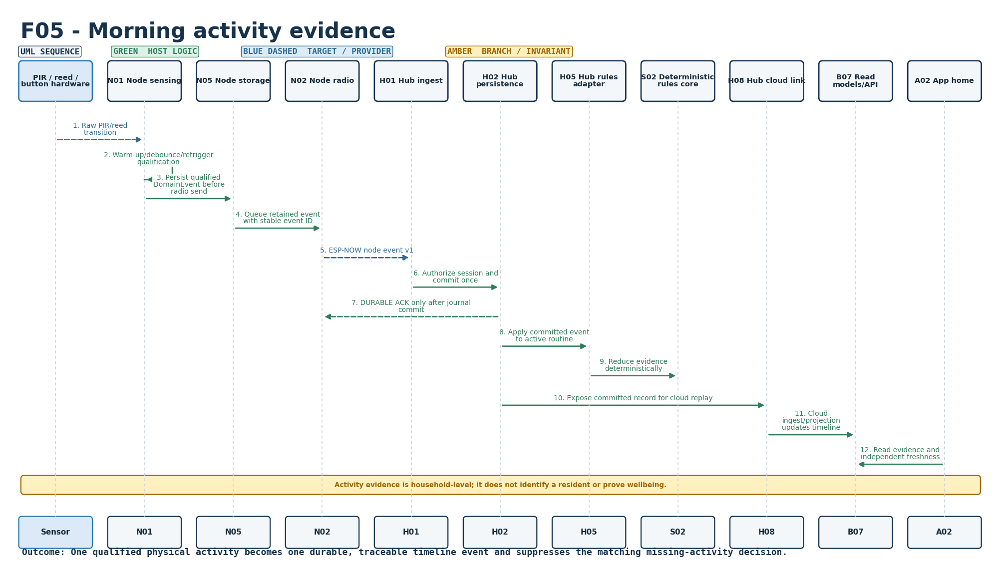 F05 - Morning activity evidence
UML SEQUENCE
GREEN  HOST LOGIC
BLUE DASHED  TARGET / PROVIDER
AMBER  BRANCH / INVARIANT
PIR / reed /
button hardware
N01 Node sensing
N05 Node storage
N02 Node radio
H01 Hub ingest
H02 Hub
persistence
H05 Hub rules
adapter
S02 Deterministic
rules core
H08 Hub cloud link
B07 Read
models/API
A02 App home
1. Raw PIR/reed
transition
2. Warm-up/debounce/retrigger
qualification
3. Persist qualified
DomainEvent before
radio send
4. Queue retained event
with stable event ID
5. ESP-NOW node event v1
6. Authorize session and
commit once
7. DURABLE ACK only after journal
commit
8. Apply committed event
to active routine
9. Reduce evidence
deterministically
10. Expose committed record for cloud replay
11. Cloud
ingest/projection
updates timeline
12. Read evidence and
independent freshness
Activity evidence is household-level; it does not identify a resident or prove wellbeing.
Sensor
N01
N05
N02
H01
H02
H05
S02
H08
B07
A02
Outcome: One qualified physical activity becomes one durable, traceable timeline event and suppresses the matching missing-activity decision.